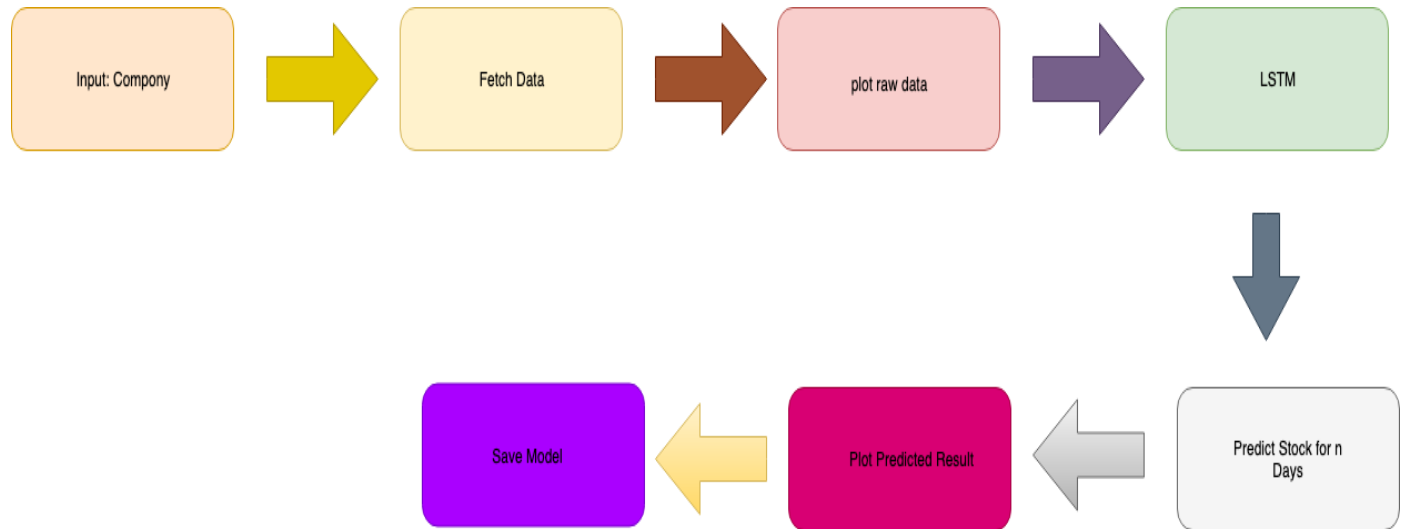 Input: Compony
Fetch Data
plot raw data
LSTM
Predict Stock for n
Days
Plot Predicted Result
Save Model